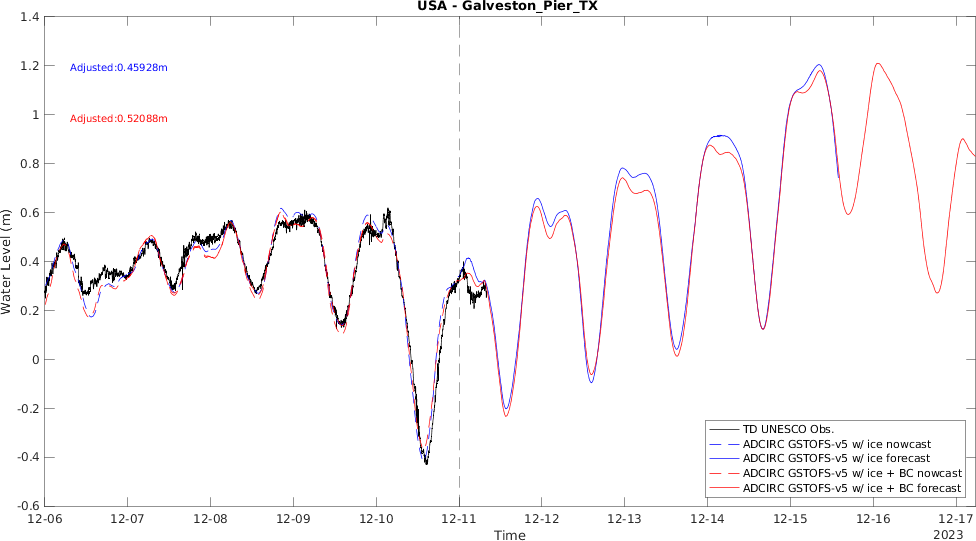 USA - Galveston_Pier_TX
1.4
1.2
1
0.8
0.6
0.4
0.2
0
-0.2
-0.4
-0.6
Water Level (m)
Adjusted:0.45928m
Adjusted:0.52088m
TD UNESCO Obs.
ADCIRC GSTOFS-v5 w/ ice nowcast
ADCIRC GSTOFS-v5 w/ ice forecast
ADCIRC GSTOFS-v5 w/ ice + BC nowcast
ADCIRC GSTOFS-v5 w/ ice + BC forecast
12-06 12-07 12-08 12-09 12-10 12-11 12-12 12-13 12-14 12-15 12-16 12-17
Time
2023